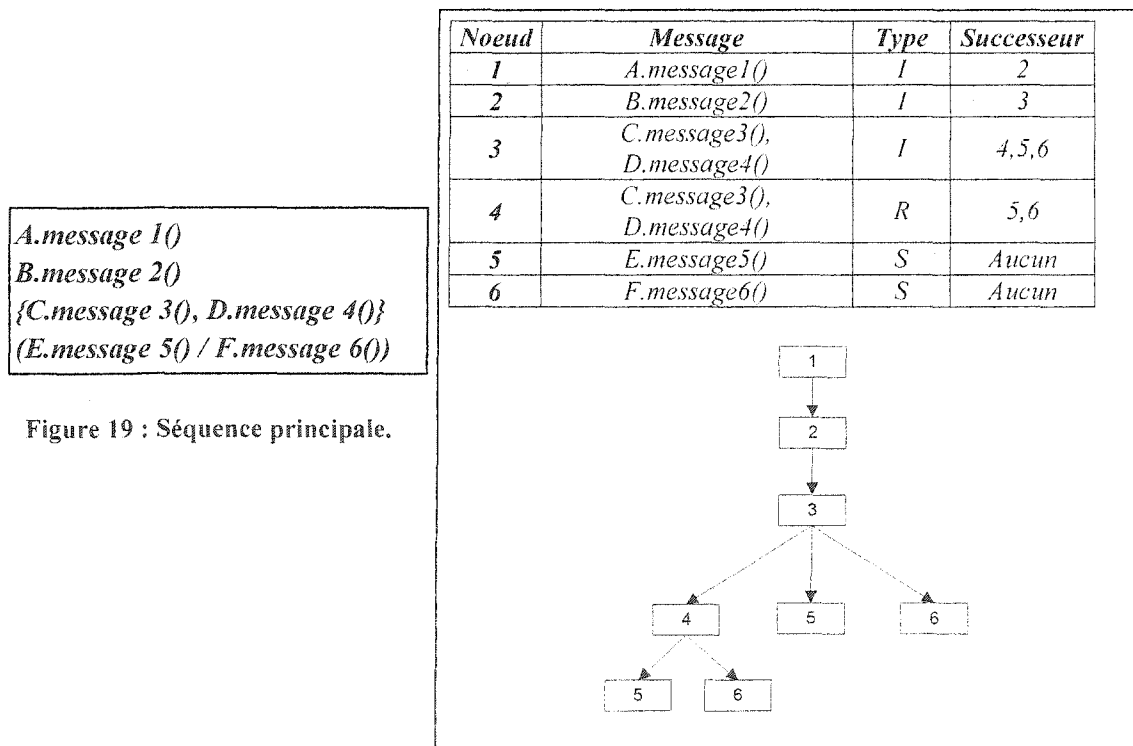 A.message 1()
B.message 2()
{C.message 3(), D.message 4()}
(E.message 5() / F.message 6())
Figure 19 : Séquence principale.
Noeud Message Type Successeur
1 A.message1() I 2
2 B.message2() I 3
3 C.message3(), D.message4() I 4,5,6
4 C.message3(), D.message4() R 5,6
5 E.message5() S Aucun
6 F.message6() S Aucun
1
2
3
4 5 6
5 6